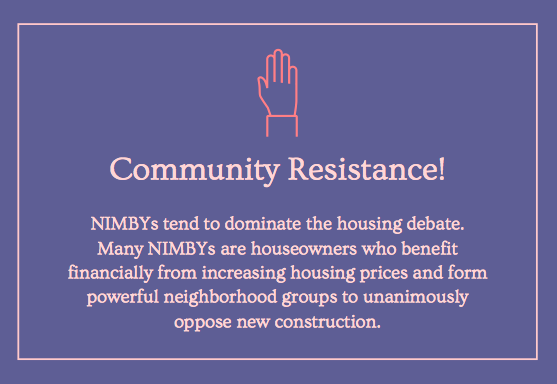 Community Resistance!
NIMBYs tend to dominate the housing debate.
Many NIMBYs are houseowners who benefit
financially from increasing housing prices and form
powerful neighborhood groups to unanimously
oppose new construction.